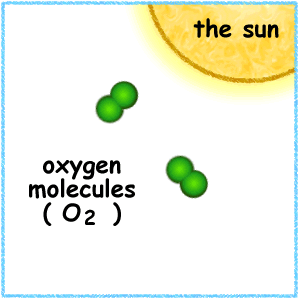 the sun
oxygen
molecules
( O₂ )